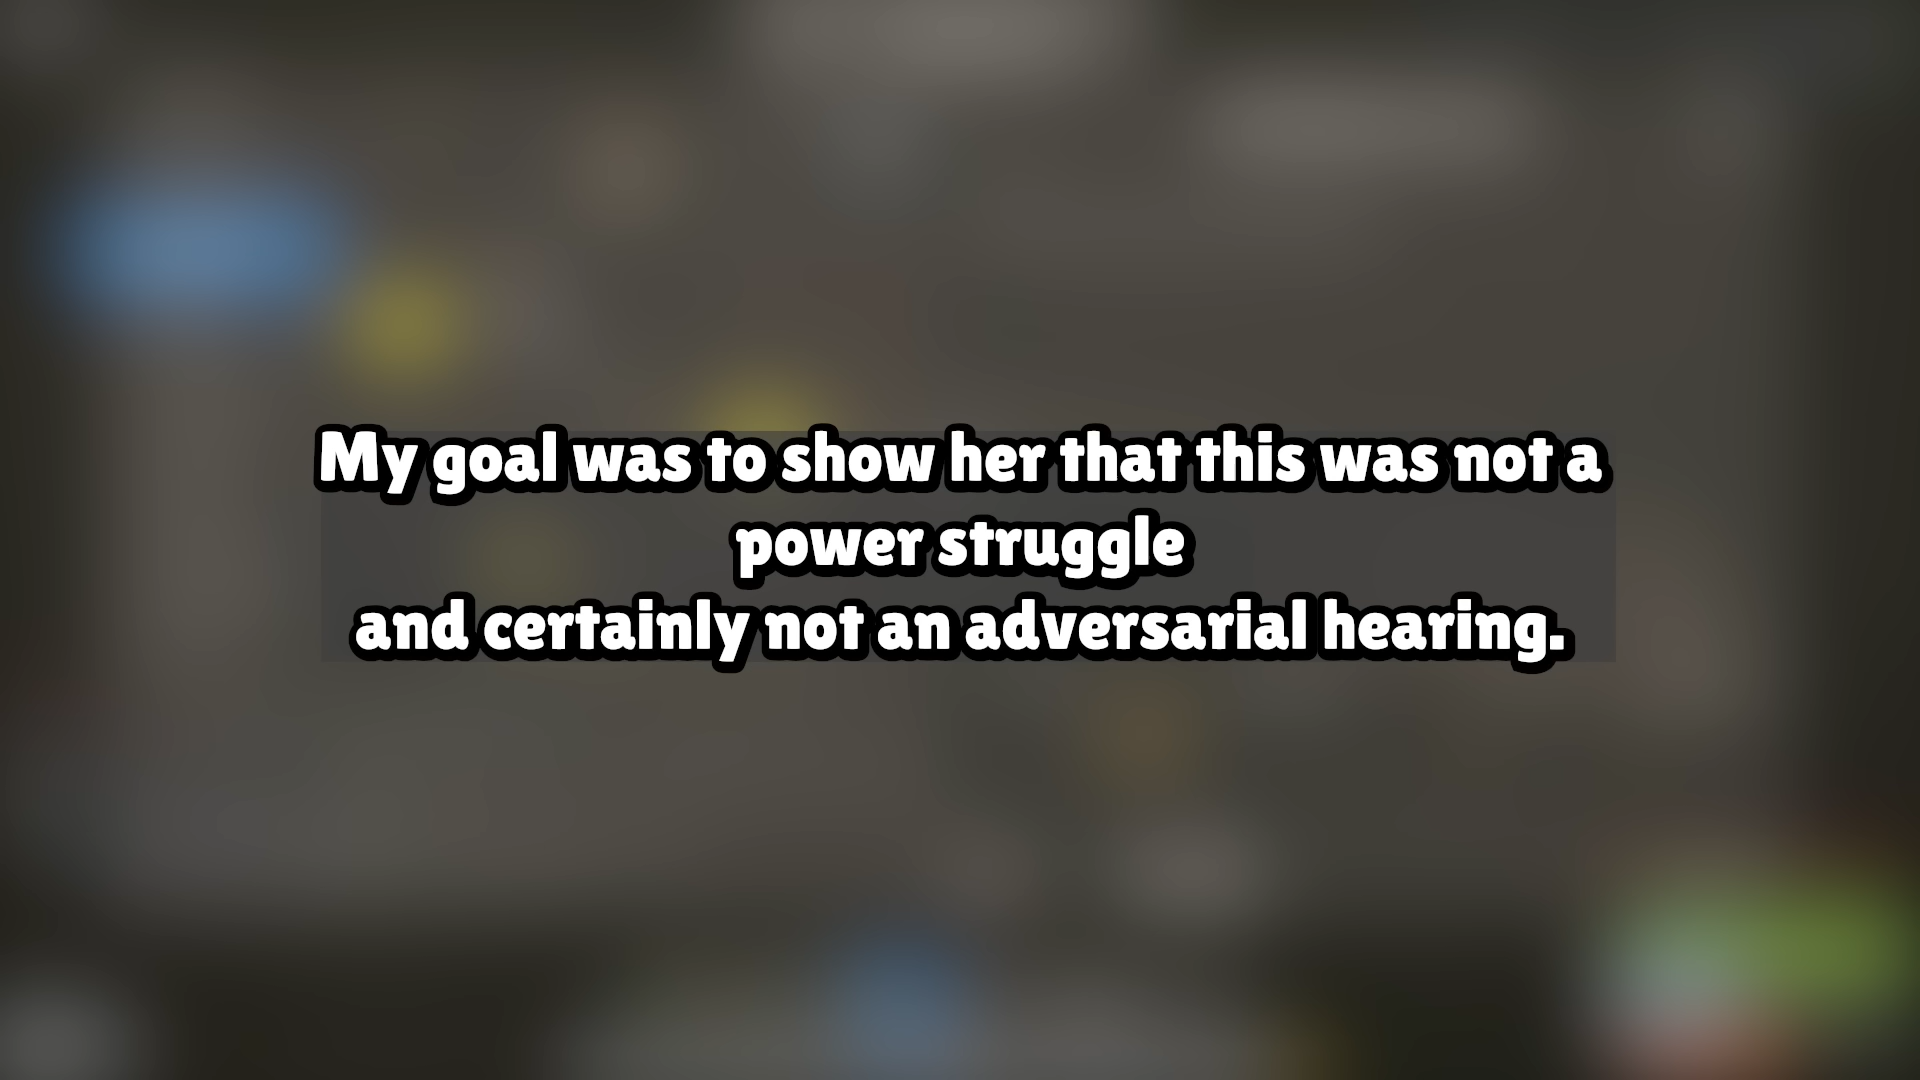 My goal was to show her that this was not a
power struggle
and certainly not an adversarial hearing.